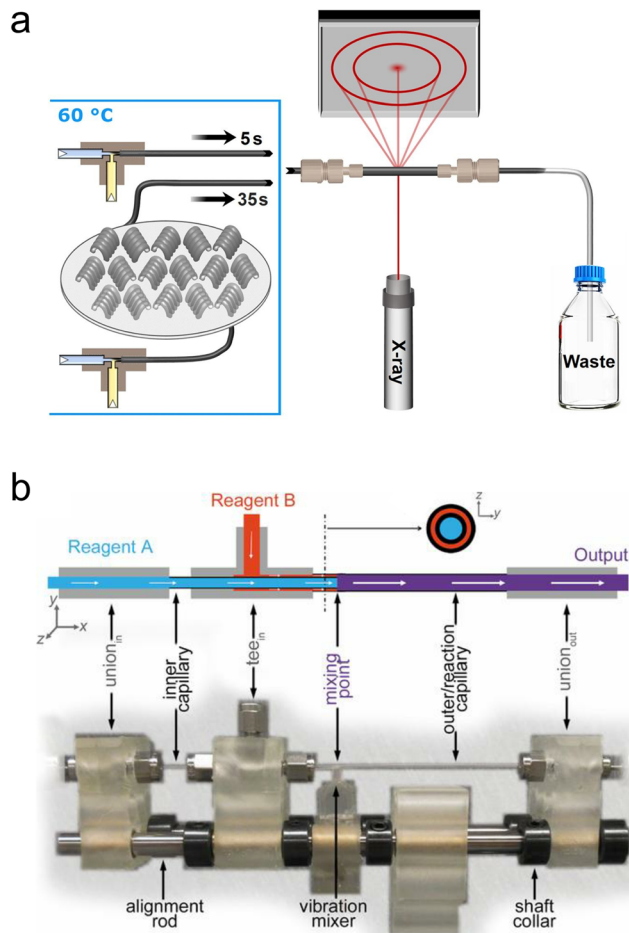 a
60 °C
5s
35s
X-ray
Waste
b
Reagent B
Reagent A
Output
z
y
y
z
x
union in
inner
capillary
tee in
mixing
point
outer/reaction
capillary
union out
alignment
rod
vibration
mixer
shaft
collar